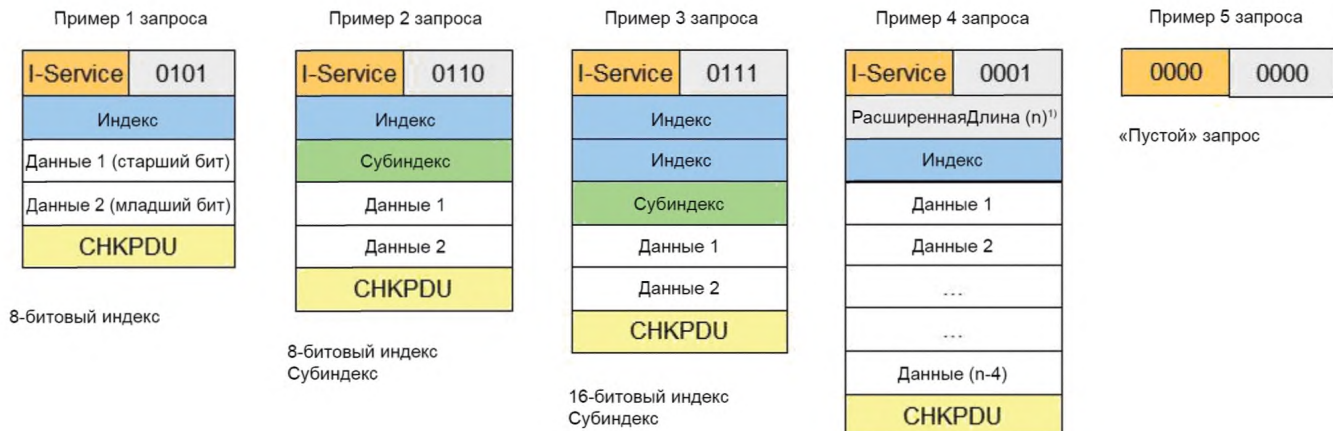 Пример 1 запроса
I-Service 0101
Индекс
Данные 1 (старший бит)
Данные 2 (младший бит)
CHKPDU
8-битовый индекс
Пример 2 запроса
I-Service 0110
Индекс
Субиндекс
Данные 1
Данные 2
CHKPDU
8-битовый индекс
Субиндекс
Пример 3 запроса
I-Service 0111
Индекс
Индекс
Субиндекс
Данные 1
Данные 2
CHKPDU
16-битовый индекс
Субиндекс
Пример 4 запроса
I-Service 0001
РасширеннаяДлина (n)¹⁾
Индекс
Данные 1
Данные 2
...
...
Данные (n-4)
CHKPDU
Пример 5 запроса
0000 0000
«Пустой» запрос